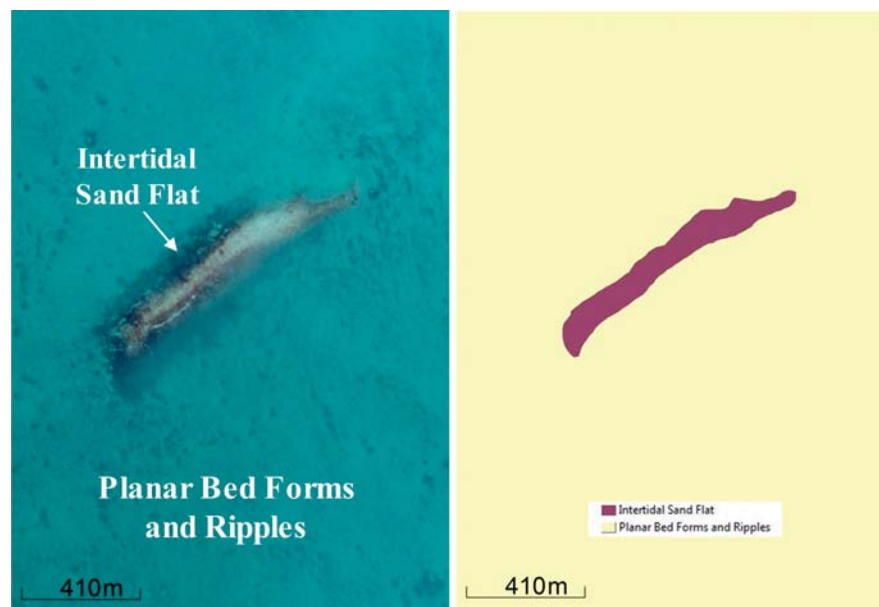 Intertidal
Sand Flat
Planar Bed Forms
and Ripples
410m
Intertidal Sand Flat
Planar Bed Forms and Ripples
410m